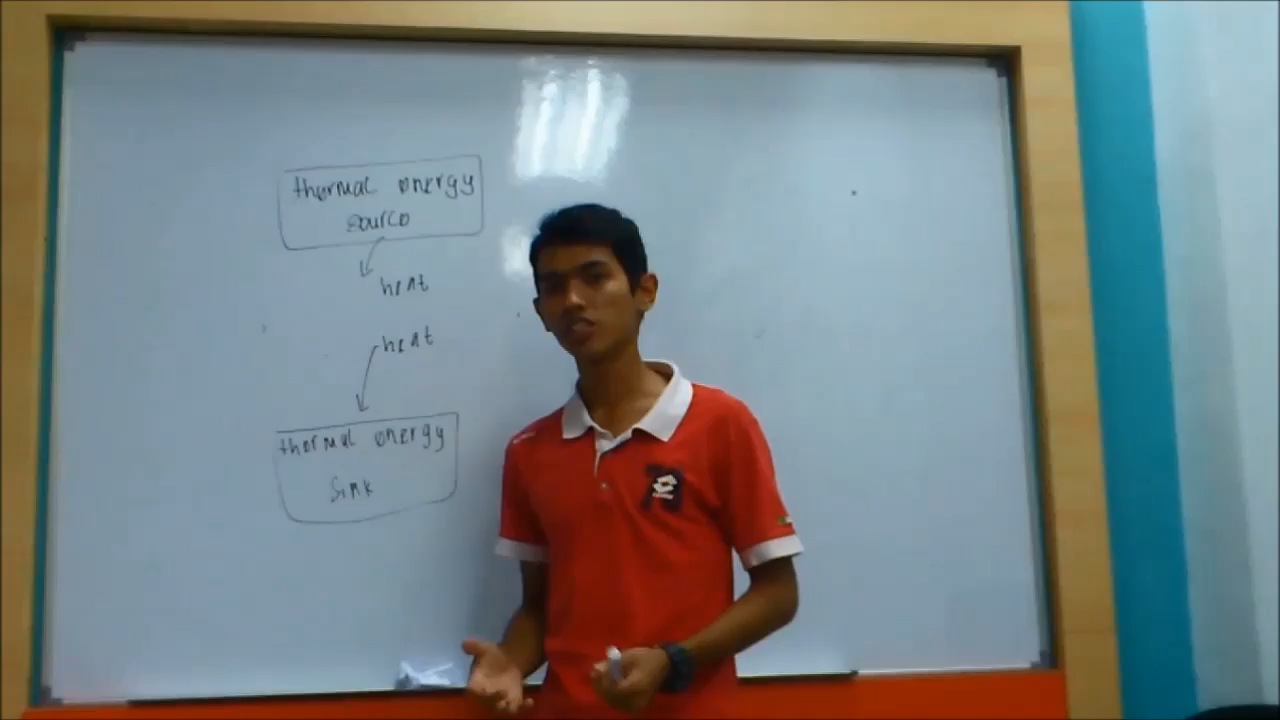 thermal energy
source
heat
heat
thermal energy
sink